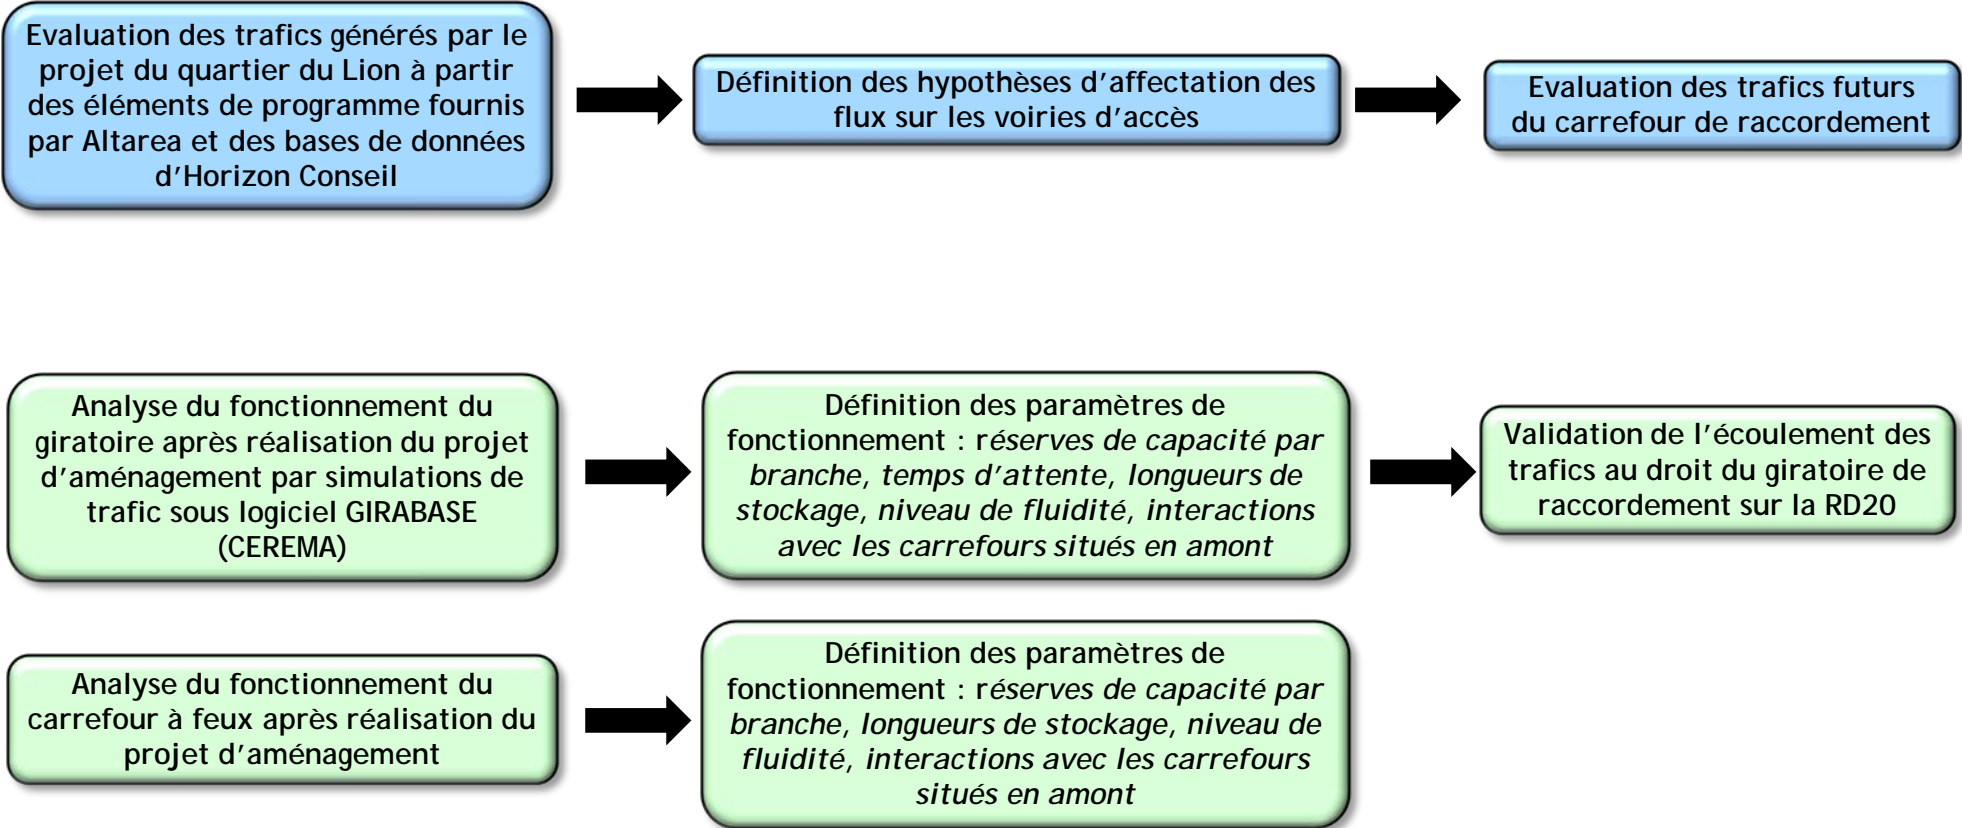 Evaluation des trafics générés par le
projet du quartier du Lion à partir
des éléments de programme fournis
par Altarea et des bases de données
d'Horizon Conseil
Définition des hypothèses d'affectation des
flux sur les voiries d'accès
Evaluation des trafics futurs
du carrefour de raccordement
Analyse du fonctionnement du
giratoire après réalisation du projet
d'aménagement par simulations de
trafic sous logiciel GIRABASE
(CEREMA)
Définition des paramètres de
fonctionnement : réserves de capacité par
branche, temps d'attente, longueurs de
stockage, niveau de fluidité, interactions
avec les carrefours situés en amont
Validation de l'écoulement des
trafics au droit du giratoire de
raccordement sur la RD20
Analyse du fonctionnement du
carrefour à feux après réalisation du
projet d'aménagement
Définition des paramètres de
fonctionnement : réserves de capacité par
branche, longueurs de stockage, niveau de
fluidité, interactions avec les carrefours
situés en amont